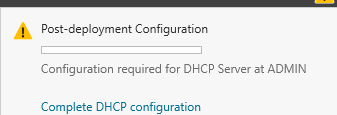 Post-deployment Configuration
Configuration required for DHCP Server at ADMIN
Complete DHCP configuration